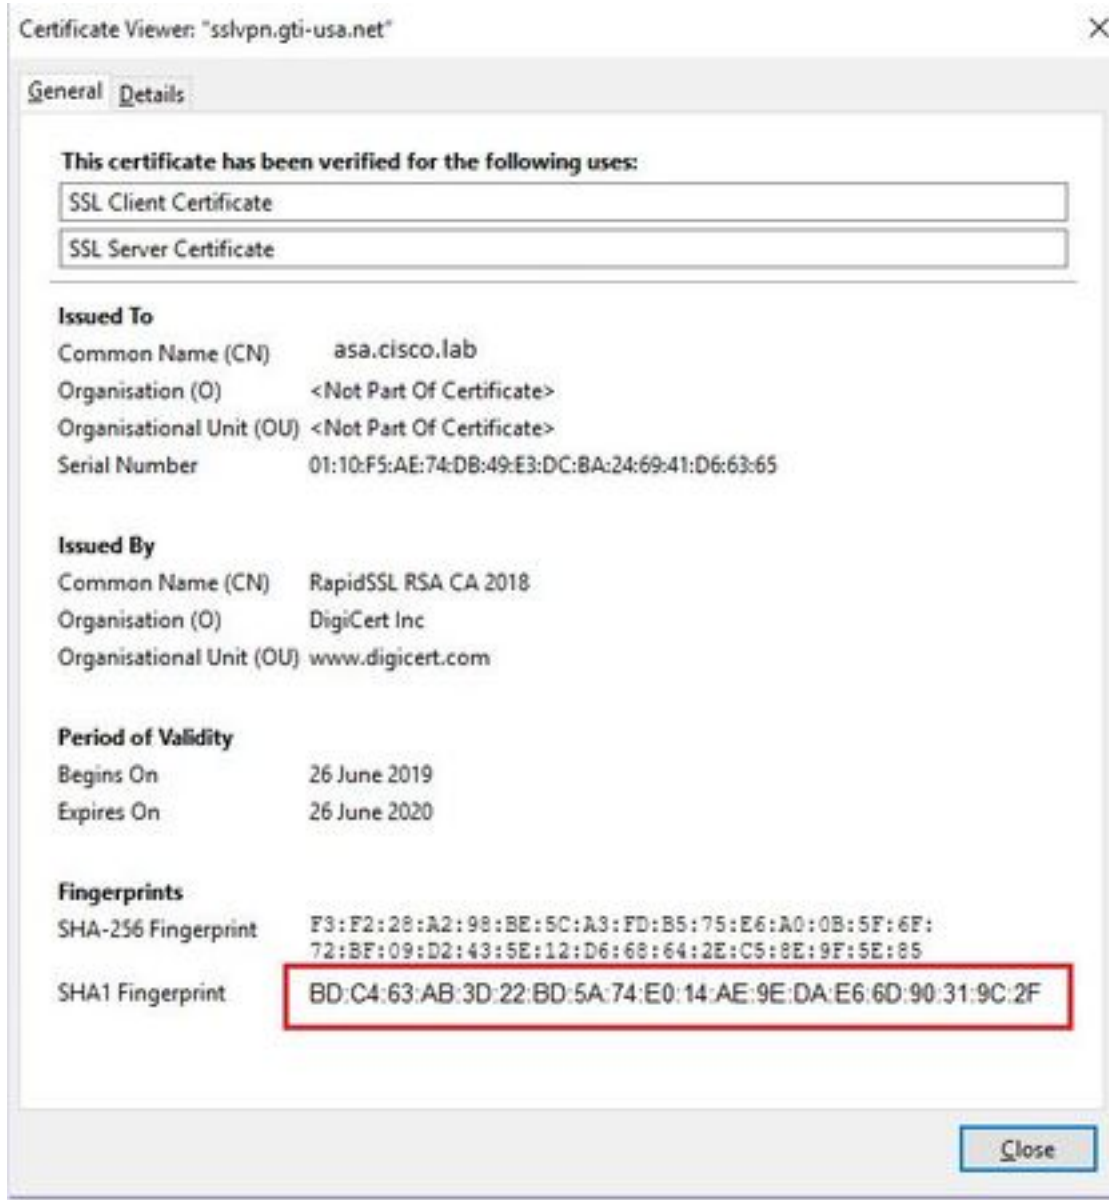 Certificate Viewer: "sslvpn.gti-usa.net"
General Details
This certificate has been verified for the following uses:
SSL Client Certificate
SSL Server Certificate
Issued To
Common Name (CN) asa.cisco.lab
Organisation (O) <Not Part Of Certificate>
Organisational Unit (OU) <Not Part Of Certificate>
Serial Number 01:10:F5:AE:74:DB:49:E3:DC:BA:24:69:41:D6:63:65
Issued By
Common Name (CN) RapidSSL RSA CA 2018
Organisation (O) DigiCert Inc
Organisational Unit (OU) www.digicert.com
Period of Validity
Begins On 26 June 2019
Expires On 26 June 2020
Fingerprints
SHA-256 Fingerprint F3:F2:28:A2:98:BE:5C:A3:FD:B5:75:E6:A0:0B:5F:6F:
72:BF:09:D2:43:5E:12:D6:68:64:2E:C5:8E:9F:5E:85
SHA1 Fingerprint BD:C4:63:AB:3D:22:BD:5A:74:E0:14:AE:9E:DA:E6:6D:90:31:9C:2F
Close